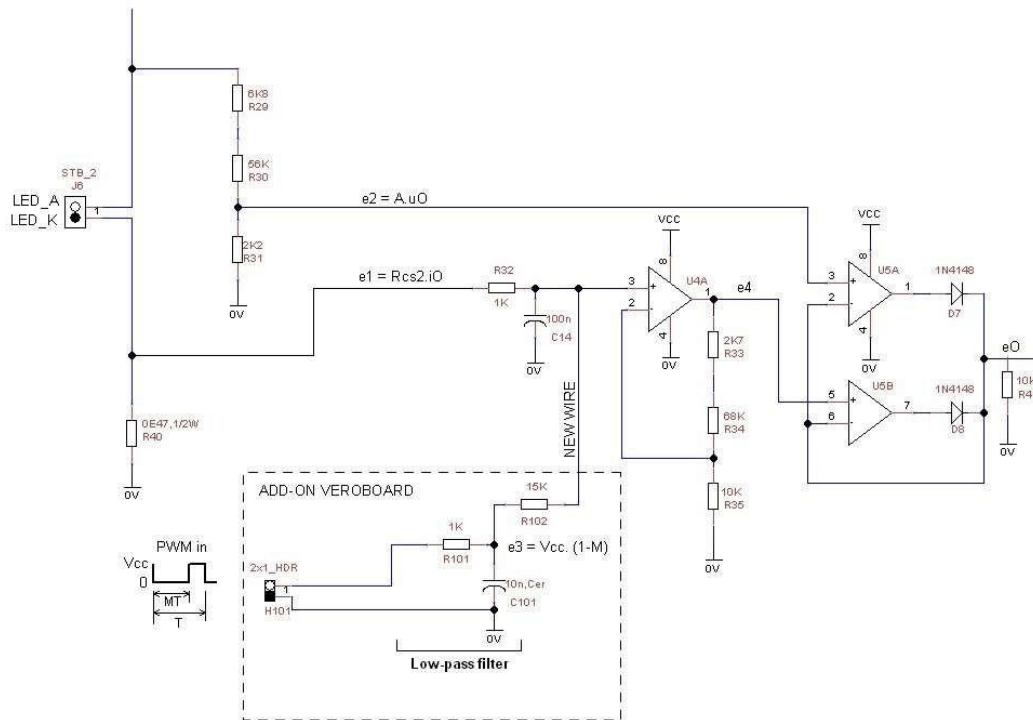 6K8
R29
56K
R30
STB_2
J6
LED_A
LED_K
1
e2 = A.uO
2K2
R31
0V
e1 = Rcs2.iO
R32
1K
100n
C14
0V
VCC
8
3
2
+
-
U4A
1
4
0V
e4
2K7
R33
68K
R34
10K
R35
0V
VCC
8
3
2
+
-
U5A
1
4
0V
1N4148
D7
eO
U5B
5
6
+
-
7
1N4148
D8
10k
R4
0V
0E47,1/2W
R40
0V
NEW WIRE
ADD-ON VEROBOARD
15K
R102
1K
R101
e3 = Vcc. (1-M)
2x1_HDR
1
H101
10n,Cer
C101
0V
Low-pass filter
PWM in
Vcc
0
MT
T